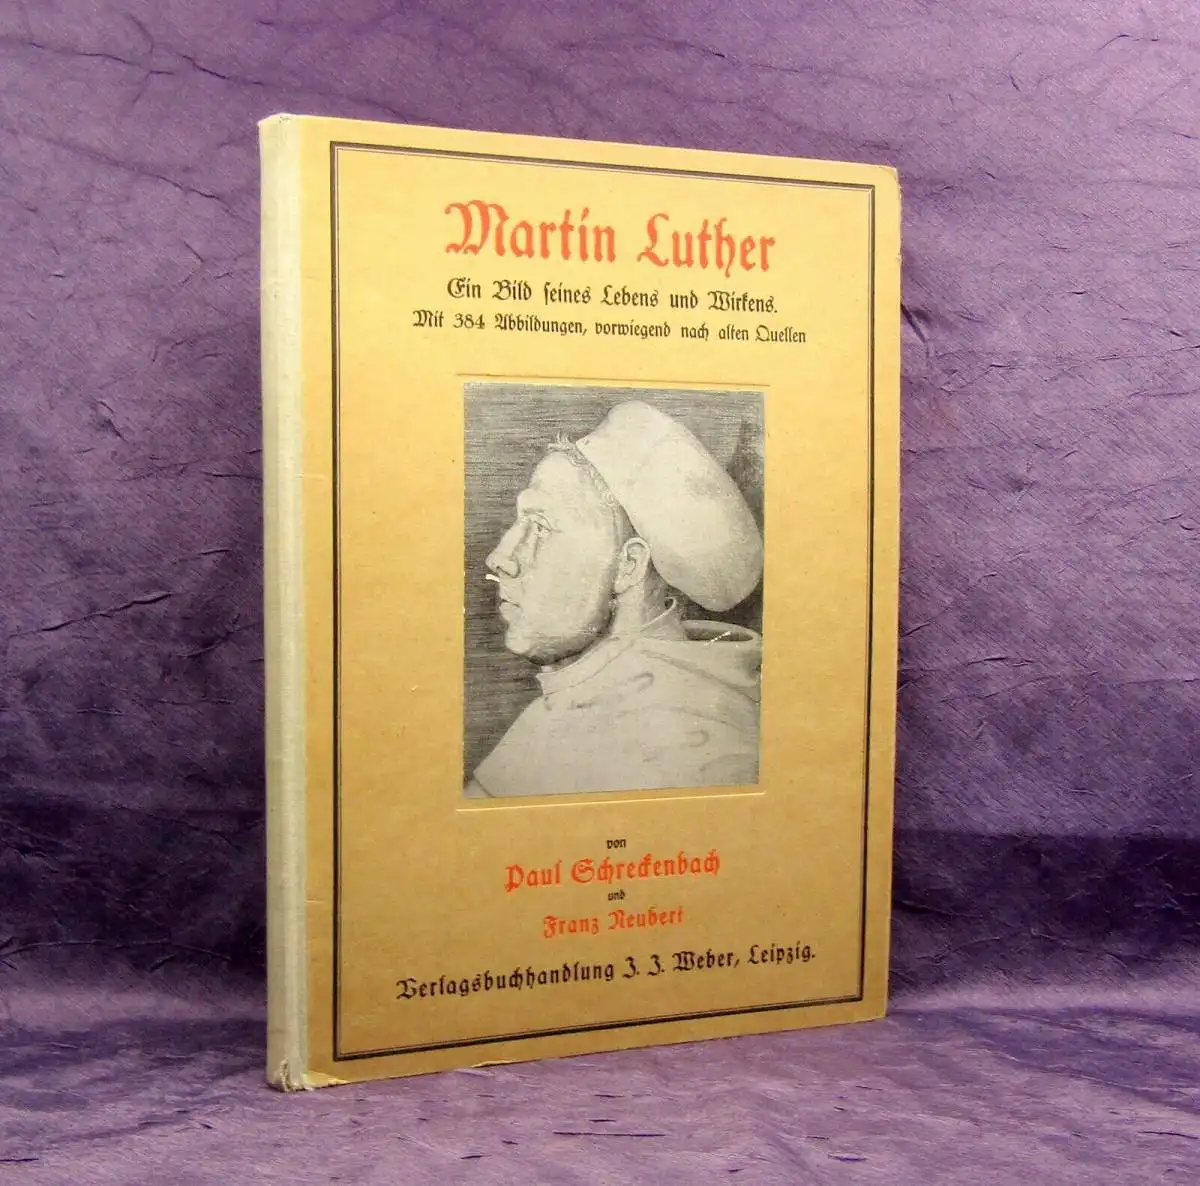 Martin Luther
Ein Bild seines Lebens und Wirkens.
Mit 384 Abbildungen, vorwiegend nach alten Quellen
von
Paul Schreckenbach
und
Franz Neubert
Verlagsbuchhandlung J. J. Weber, Leipzig.